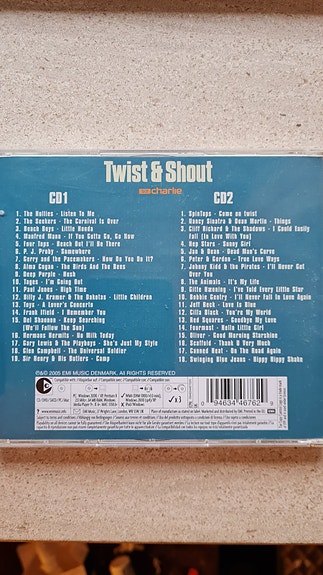 Twist & Shout
charlie
CD1
1. The Hollies - Listen To Me
2. The Seekers - The Carnival Is Over
3. Beach Boys - Little Honda
4. Manfred Mann - If You Gotta Go, Go Now
5. Four Tops - Reach Out I'll Be There
6. P. J. Proby - Somewhere
7. Gerry and the Pacemakers - How Do You Do It?
8. Alma Cogan - The Birds And The Bees
9. Deep Purple - Hush
10. Tages - I'm Going Out
11. Paul Jones - High Time
12. Billy J. Kramer & The Dakotas - Little Children
13. Toys - A Lover's Concerto
14. Frank Ifield - I Remember You
15. Del Shannon - Keep Searching
(We'll Follow The Sun)
16. Hermans Hermits - No Milk Today
17. Gary Lewis & The Playboys - She's Just My Style
18. Glen Campbell - The Universal Soldier
19. Sir Henry & His Butlers - Camp
CD2
1. SpinTops - Come on twist
2. Nancy Sinatra & Dean Martin - Things
3. Cliff Richard & The Shadows - I Could Easily
Fall (In Love With You)
4. Hep Stars - Sunny Girl
5. Jan & Dean - Dead Man's Curve
6. Peter & Gordon - True Love Ways
7. Johnny Kidd & The Pirates - I'll Never Get
Over You
8. The Animals - It's My Life
9. Gitte Hænning - I've Told Every Little Star
10. Bobbie Gentry - I'll Never Fall In Love Again
11. Jeff Beck - Love Is Blue
12. Cilla Black - You're My World
13. Red Squares - Goodbye My Love
14. Fourmost - Hello Little Girl
15. Oliver - Good Morning Starshine
16. Scaffold - Thank U Very Much
17. Canned Heat - On The Road Again
18. Swinging Blue Jeans - Hippy Hippy Shake
℗&© 2005 EMI MUSIC DENMARK. ALL RIGHTS RESERVED.
0 94634 46762 0